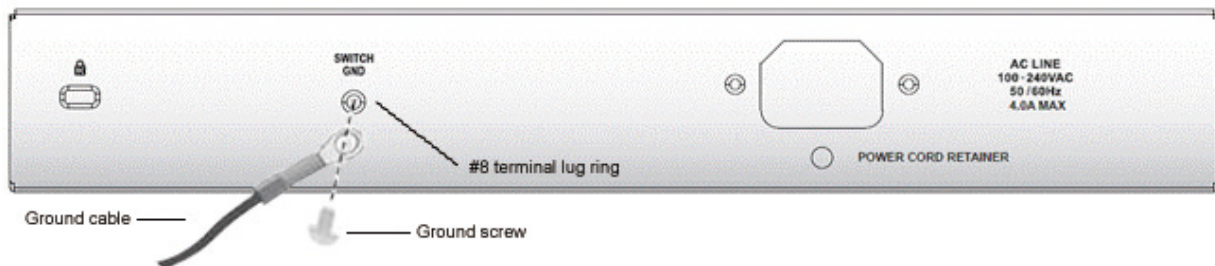 SWITCH
GND
AC LINE
100-240VAC
50 /60Hz
4.0A MAX
#8 terminal lug ring
POWER CORD RETAINER
Ground cable
Ground screw